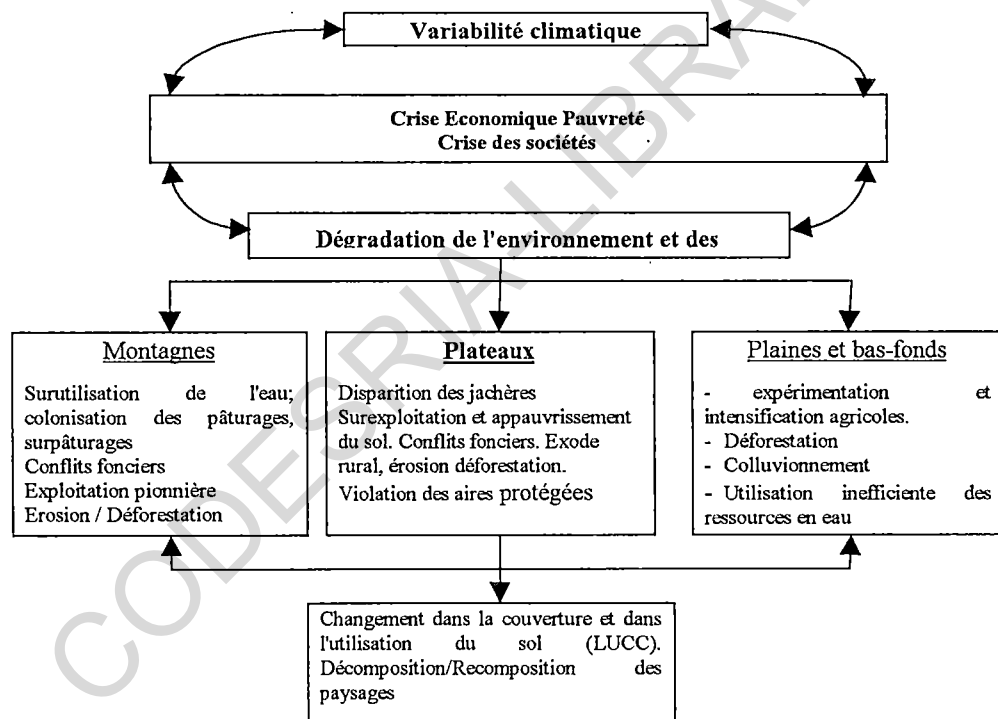 Variabilité climatique
Crise Economique Pauvreté
Crise des sociétés
Dégradation de l'environnement et des
Montagnes
Surutilisation de l'eau;
colonisation des pâturages,
surpâturages
Conflits fonciers
Exploitation pionnière
Erosion / Déforestation
Plateaux
Disparition des jachères
Surexploitation et appauvrissement
du sol. Conflits fonciers. Exode
rural, érosion déforestation.
Violation des aires protégées
Plaines et bas-fonds
- expérimentation et
intensification agricoles.
- Déforestation
- Colluvionnement
- Utilisation inefficiente des
ressources en eau
Changement dans la couverture et dans
l'utilisation du sol (LUCC).
Décomposition/Recomposition des
paysages
CODESRIA-LIBRA